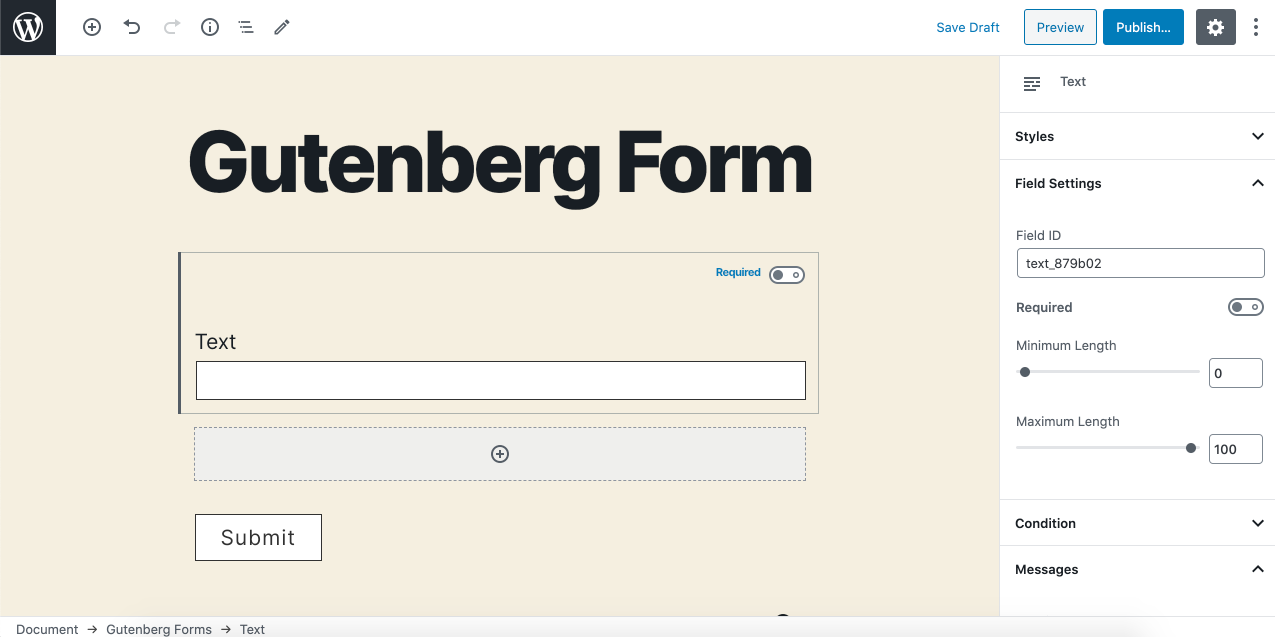 Save Draft
Preview
Publish...
Text
Styles
Gutenberg Form
Field Settings
Field ID
text_879b02
Required
Required
Minimum Length
0
Text
Maximum Length
100
Submit
Condition
Messages
Document → Gutenberg Forms → Text